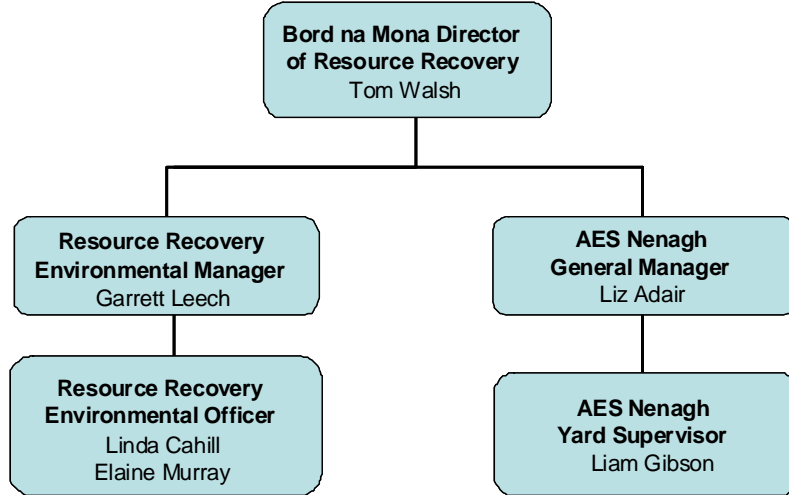 Bord na Mona Director
of Resource Recovery
Tom Walsh
Resource Recovery
Environmental Manager
Garrett Leech
AES Nenagh
General Manager
Liz Adair
Resource Recovery
Environmental Officer
Linda Cahill
Elaine Murray
AES Nenagh
Yard Supervisor
Liam Gibson